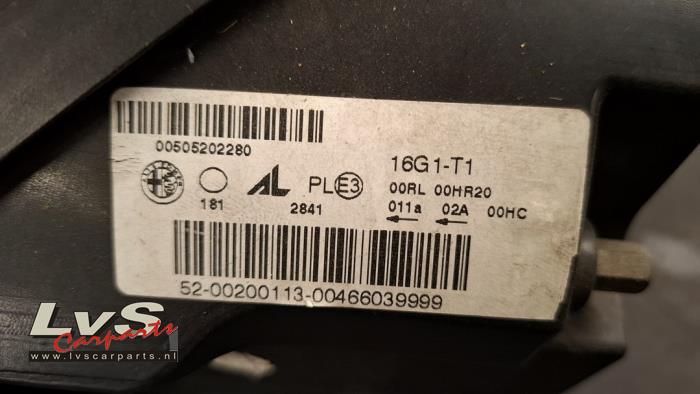 00505202280
181
AL
2841
PL E3
16G1-T1
00RL 00HR20
011a 02A 00HC
52-00200113-00466039999
LvS
Carparts
www.lvscarparts.nl